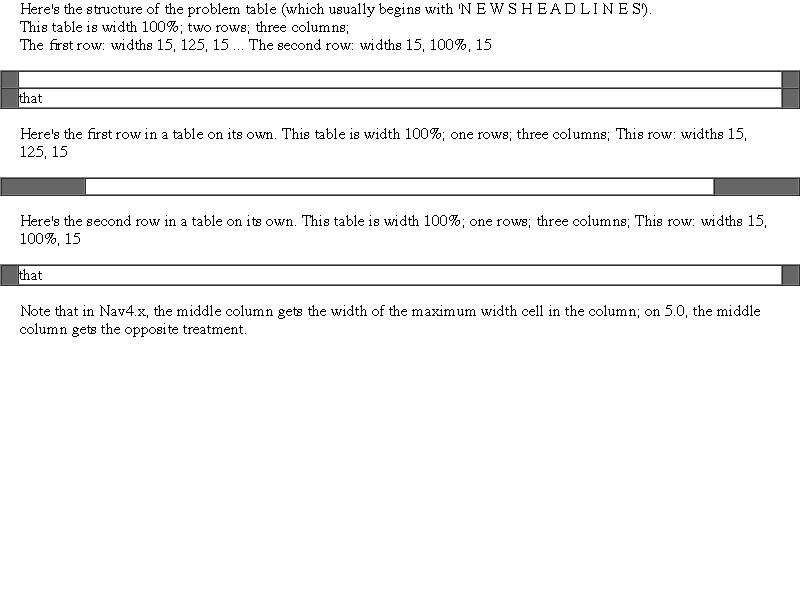 Here's the structure of the problem table (which usually begins with 'N E W S H E A D L I N E S').
This table is width 100%; two rows; three columns;
The first row: widths 15, 125, 15 ... The second row: widths 15, 100%, 15
that
Here's the first row in a table on its own. This table is width 100%; one rows; three columns; This row: widths 15,
125, 15
Here's the second row in a table on its own. This table is width 100%; one rows; three columns; This row: widths 15,
100%, 15
that
Note that in Nav4.x, the middle column gets the width of the maximum width cell in the column; on 5.0, the middle
column gets the opposite treatment.